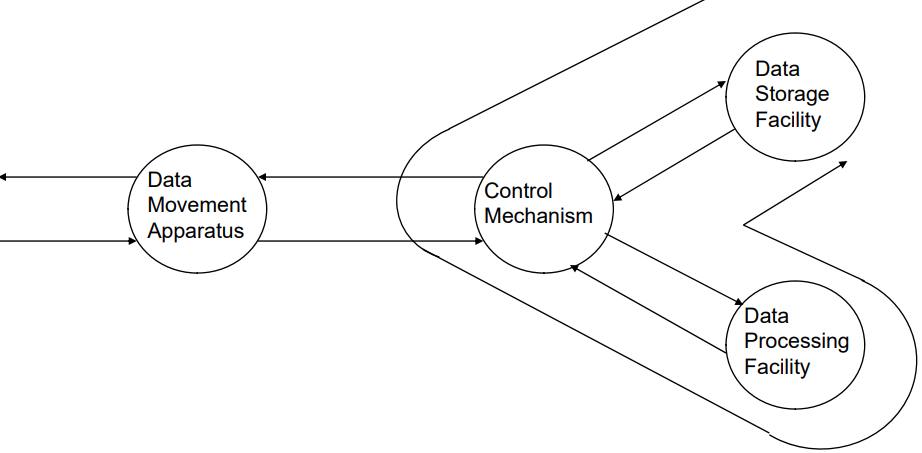 Data
Storage
Facility
Data
Movement
Apparatus
Control
Mechanism
Data
Processing
Facility